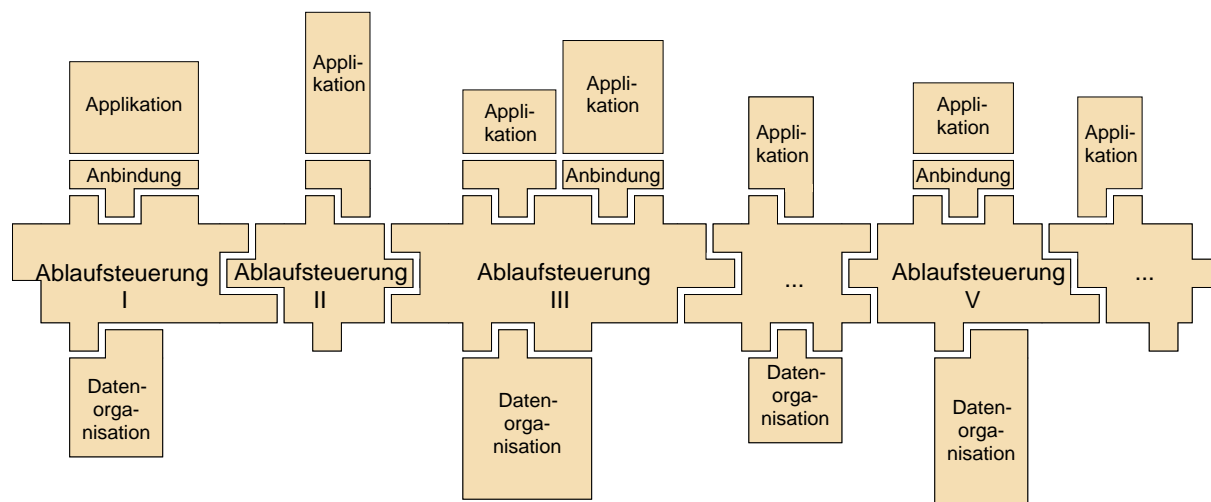 Applikation
Anbindung
Ablaufsteuerung
I
Daten-
orga-
nisation
Appli-
kation
Ablaufsteuerung
II
Appli-
kation
Appli-
kation
Anbindung
Ablaufsteuerung
III
Daten-
orga-
nisation
Appli-
kation
...
Daten-
orga-
nisation
Appli-
kation
Anbindung
Ablaufsteuerung
V
Daten-
orga-
nisation
Appli-
kation
...